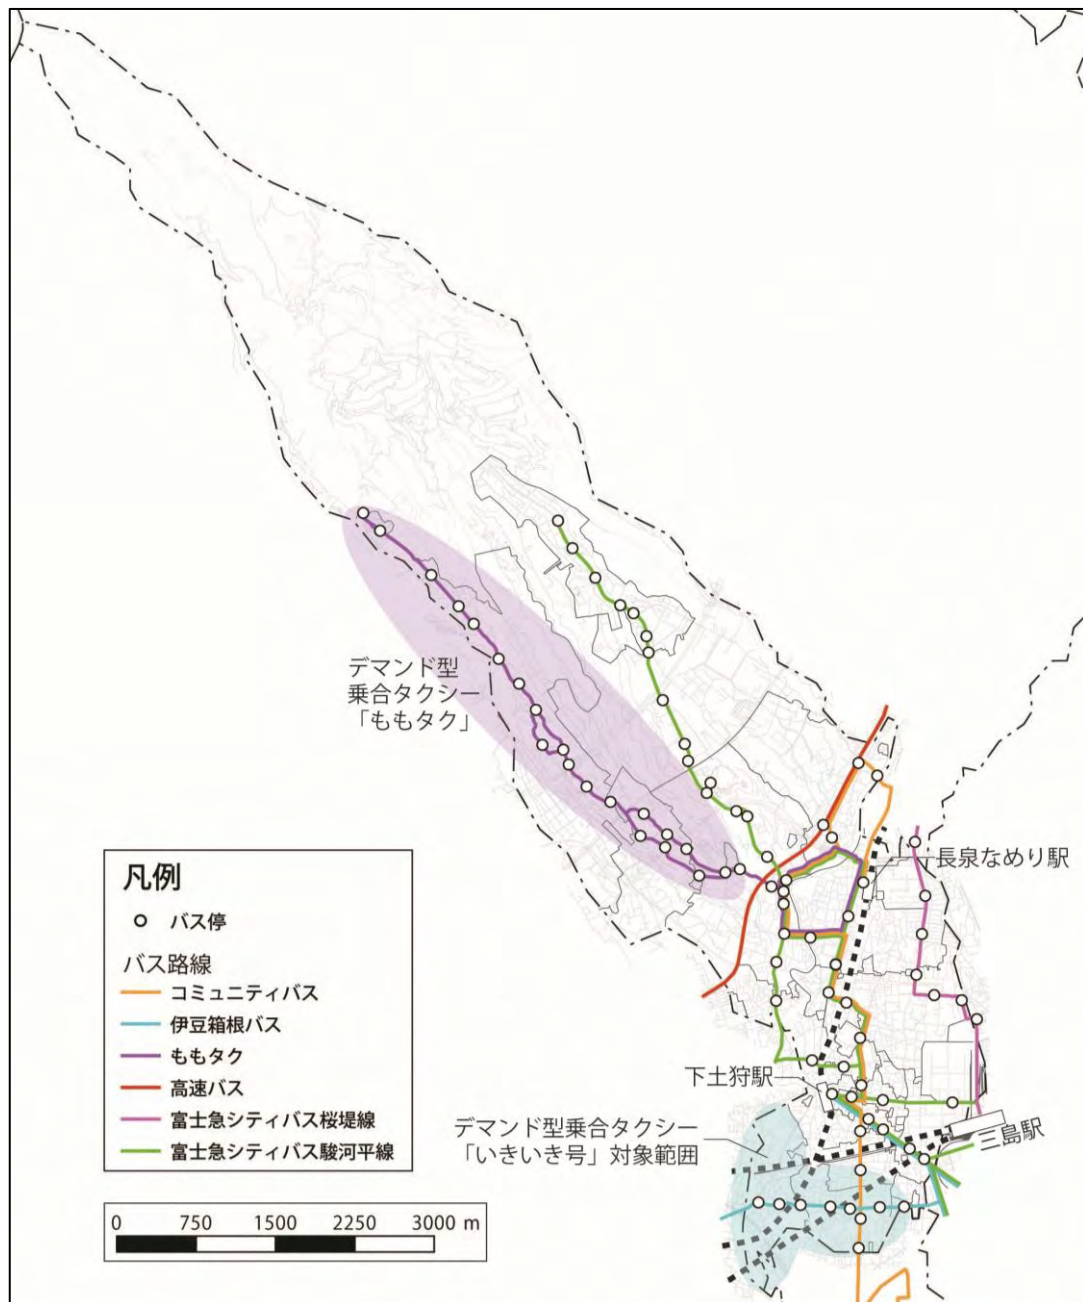 デマンド型
乗合タクシー
「ももタク」
長泉なめり駅
下土狩駅
デマンド型乗合タクシー
「いきいき号」対象範囲
三島駅
凡例
バス停
バス路線
コミュニティバス
伊豆箱根バス
ももタク
高速バス
富士急シティバス桜堤線
富士急シティバス駿河平線
0 750 1500 2250 3000 m